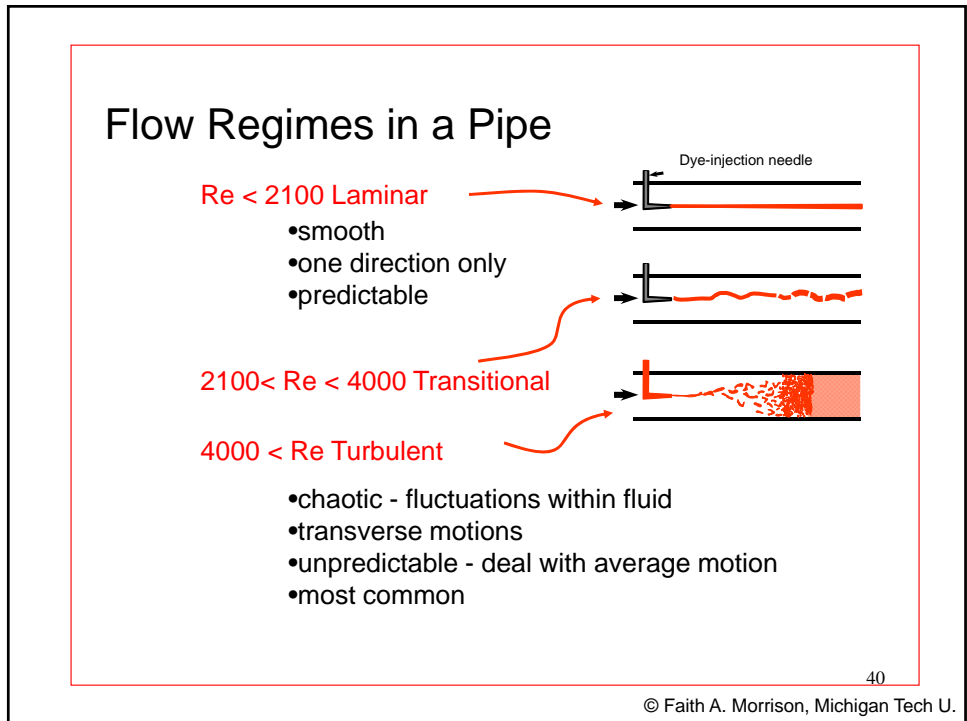 Flow Regimes in a Pipe
Dye-injection needle
Re < 2100 Laminar
•smooth
•one direction only
•predictable
2100< Re < 4000 Transitional
4000 < Re Turbulent
•chaotic - fluctuations within fluid
•transverse motions
•unpredictable - deal with average motion
•most common
40
© Faith A. Morrison, Michigan Tech U.